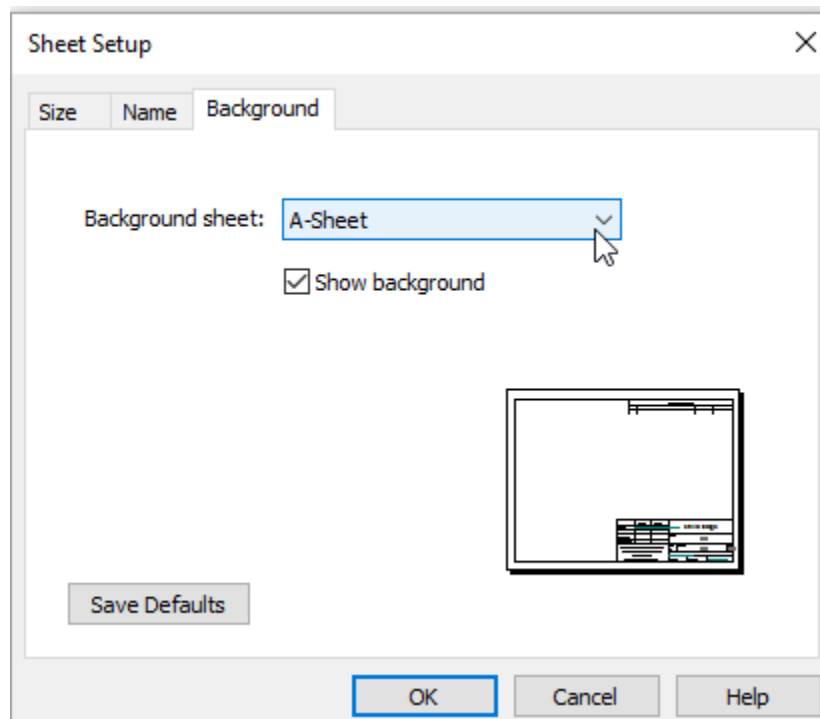 Sheet Setup
Size Name Background
Background sheet: A-Sheet
Show background
Save Defaults
OK Cancel Help